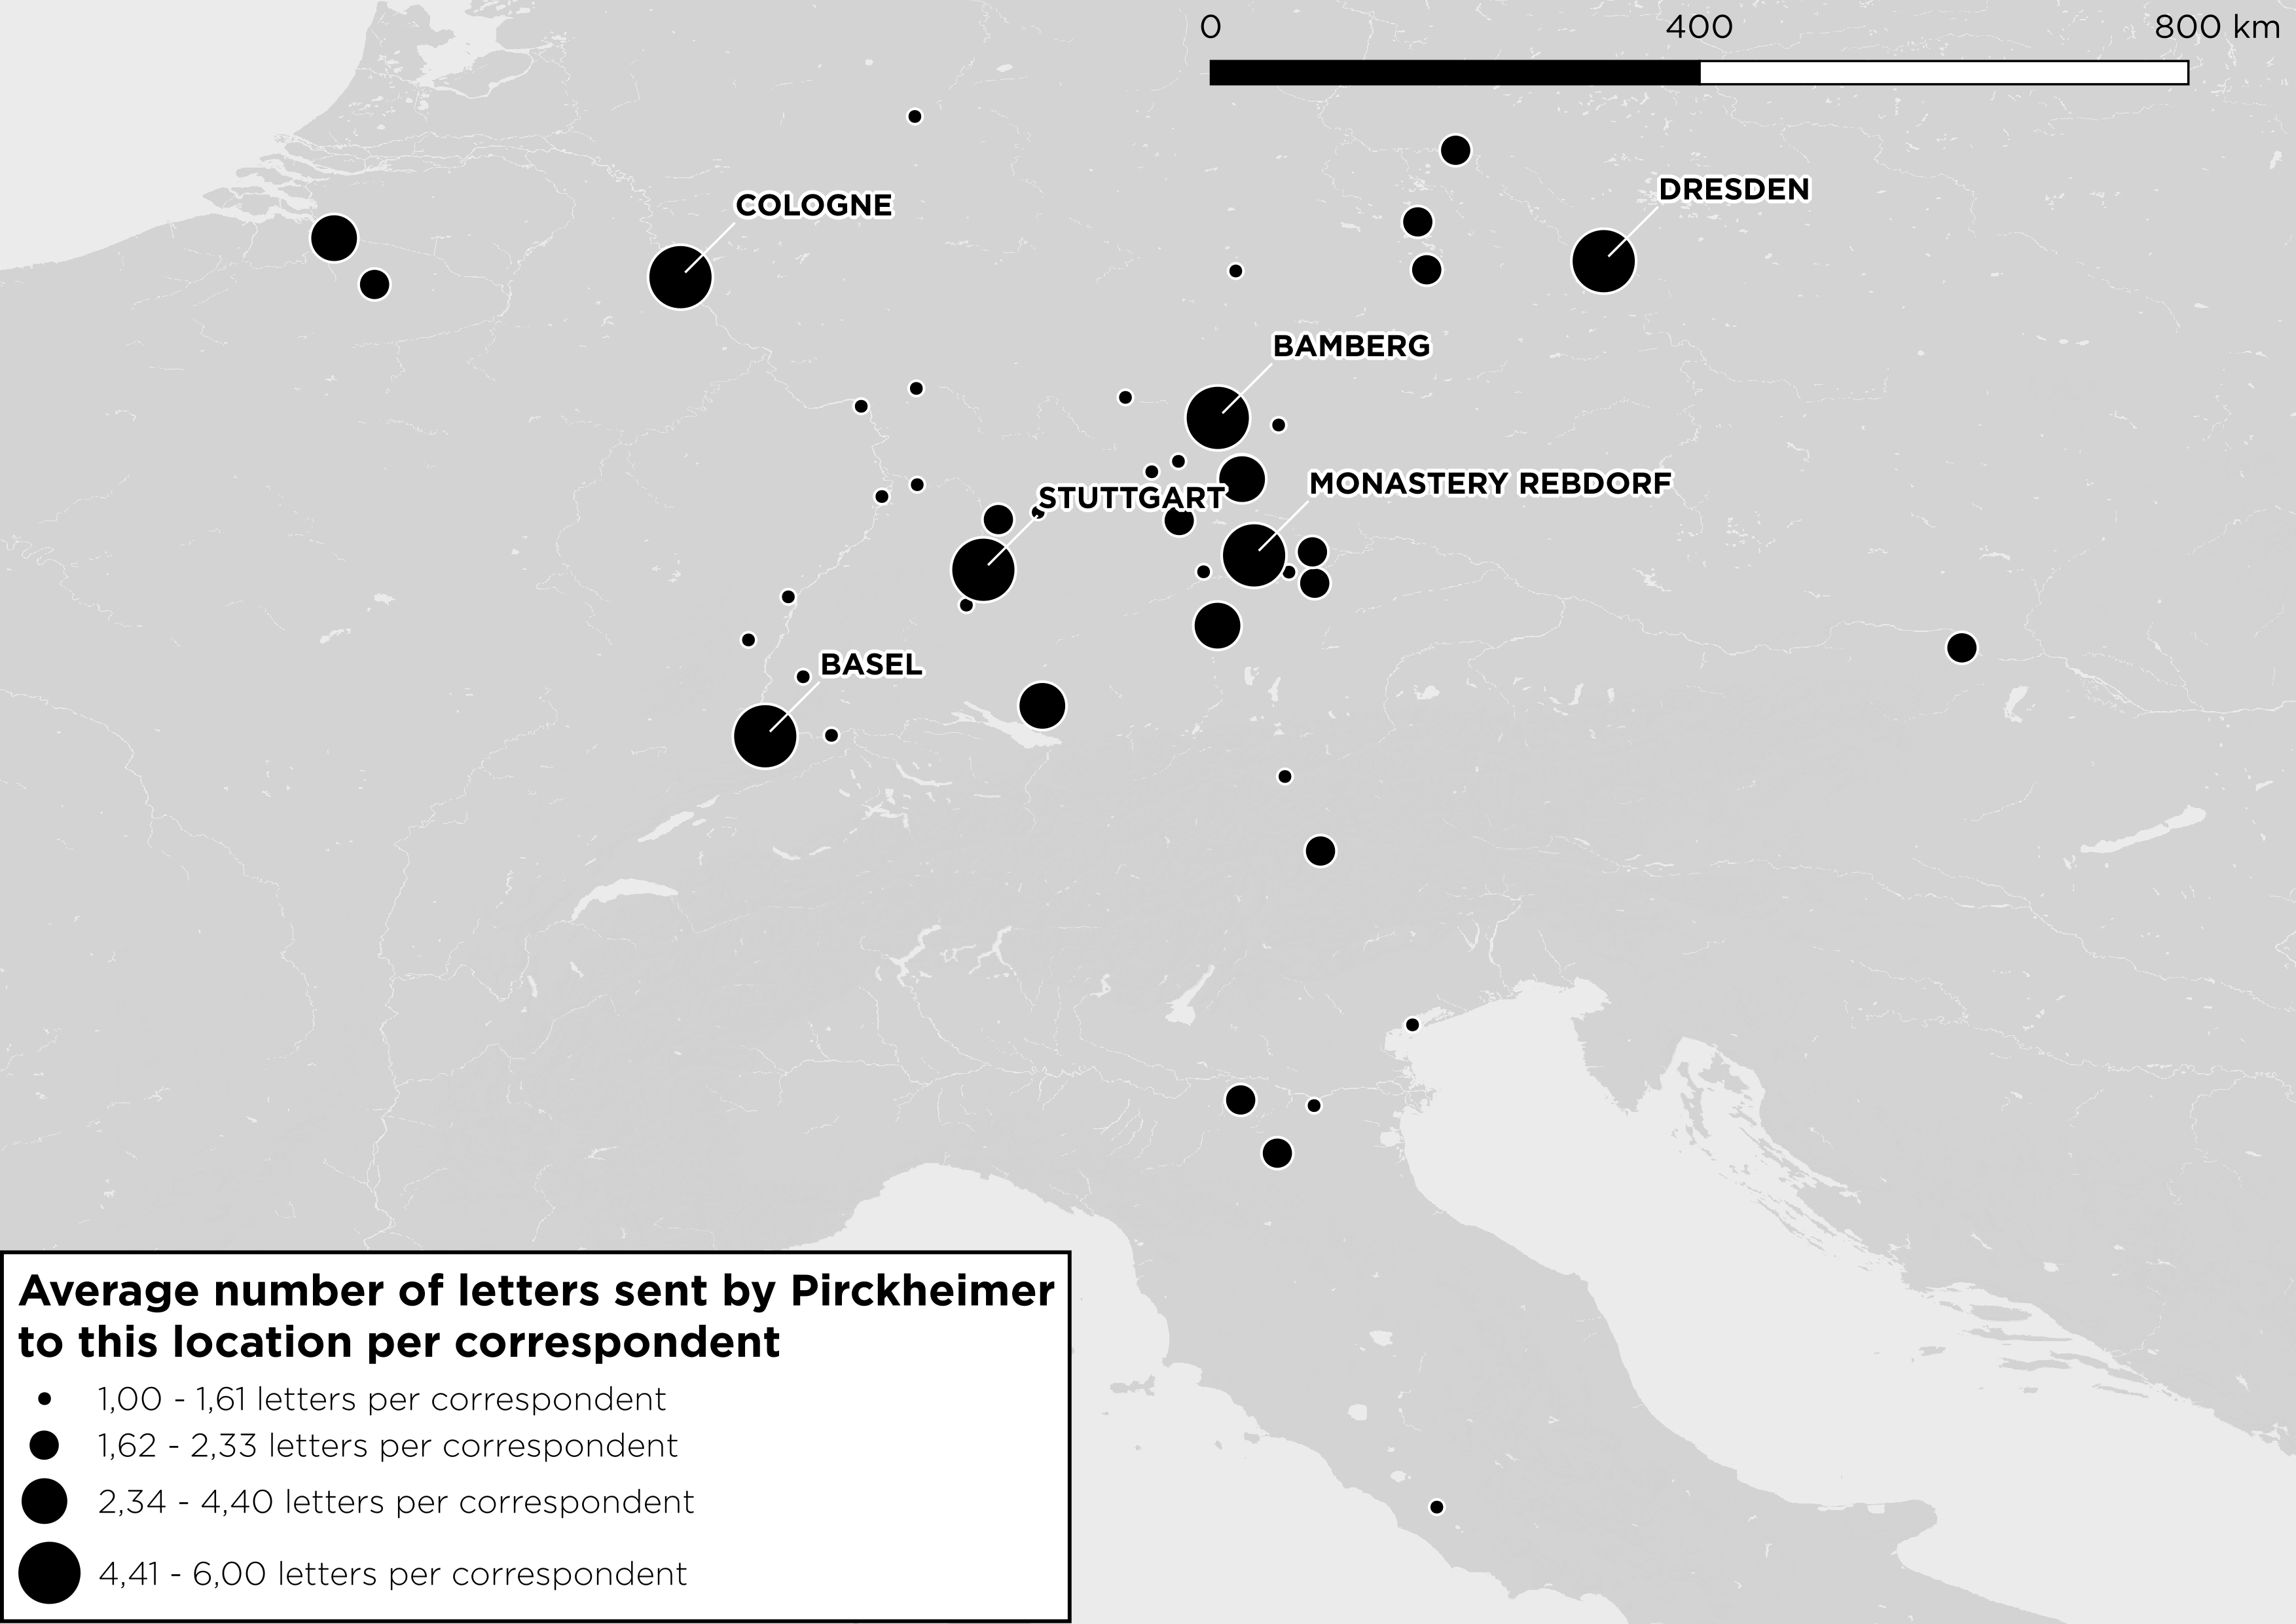 0 400 800 km
COLOGNE
DRESDEN
BAMBERG
MONASTERY REBDORF
STUTTGART
BASEL
Average number of letters sent by Pirckheimer
to this location per correspondent
1,00 - 1,61 letters per correspondent
1,62 - 2,33 letters per correspondent
2,34 - 4,40 letters per correspondent
4,41 - 6,00 letters per correspondent